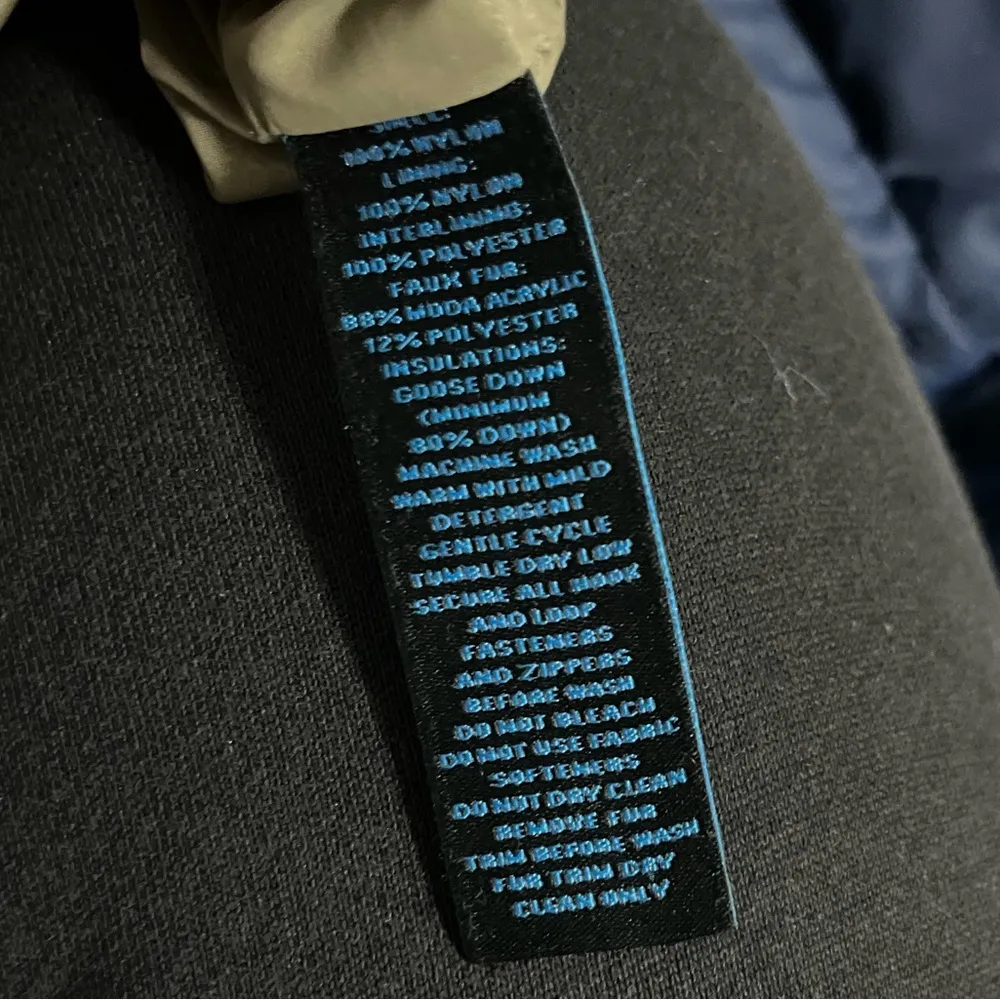 SHELL:
100% NYLON
LINING:
100% NYLON
INTERLINING:
100% POLYESTER
FAUX FUR:
88% MODA ACRYLIC
12% POLYESTER
INSULATIONS:
GOOSE DOWN
(MINIMUM
80% DOWN)
MACHINE WASH
WARM WITH MILD
DETERGENT
GENTLE CYCLE
TUMBLE DRY LOW
SECURE ALL HOOK
AND LOOP
FASTENERS
AND ZIPPERS
BEFORE WASH
DO NOT BLEACH
DO NOT USE FABRIC
SOFTENERS
DO NOT DRY CLEAN
REMOVE FUR
TRIM BEFORE WASH
FUR TRIM DRY
CLEAN ONLY